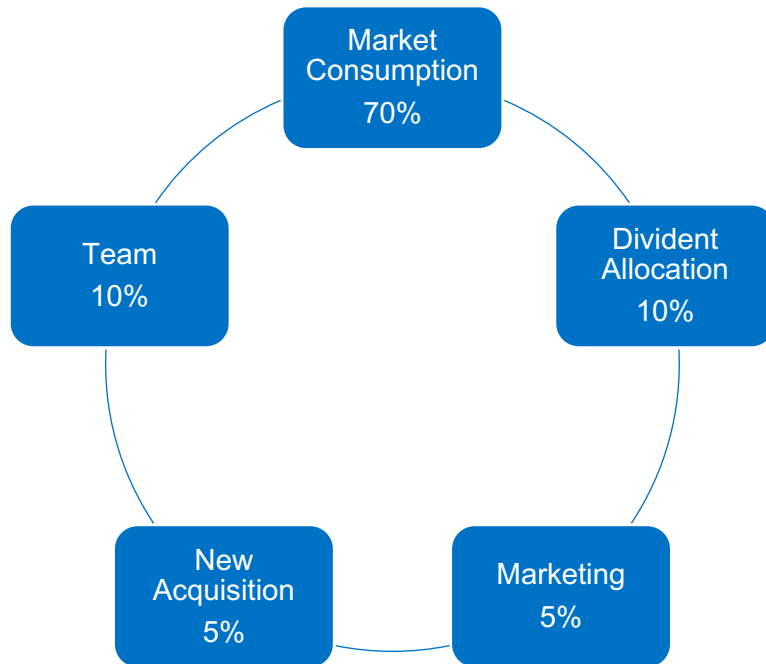 Market
Consumption
70%
Divident
Allocation
10%
Marketing
5%
New
Acquisition
5%
Team
10%